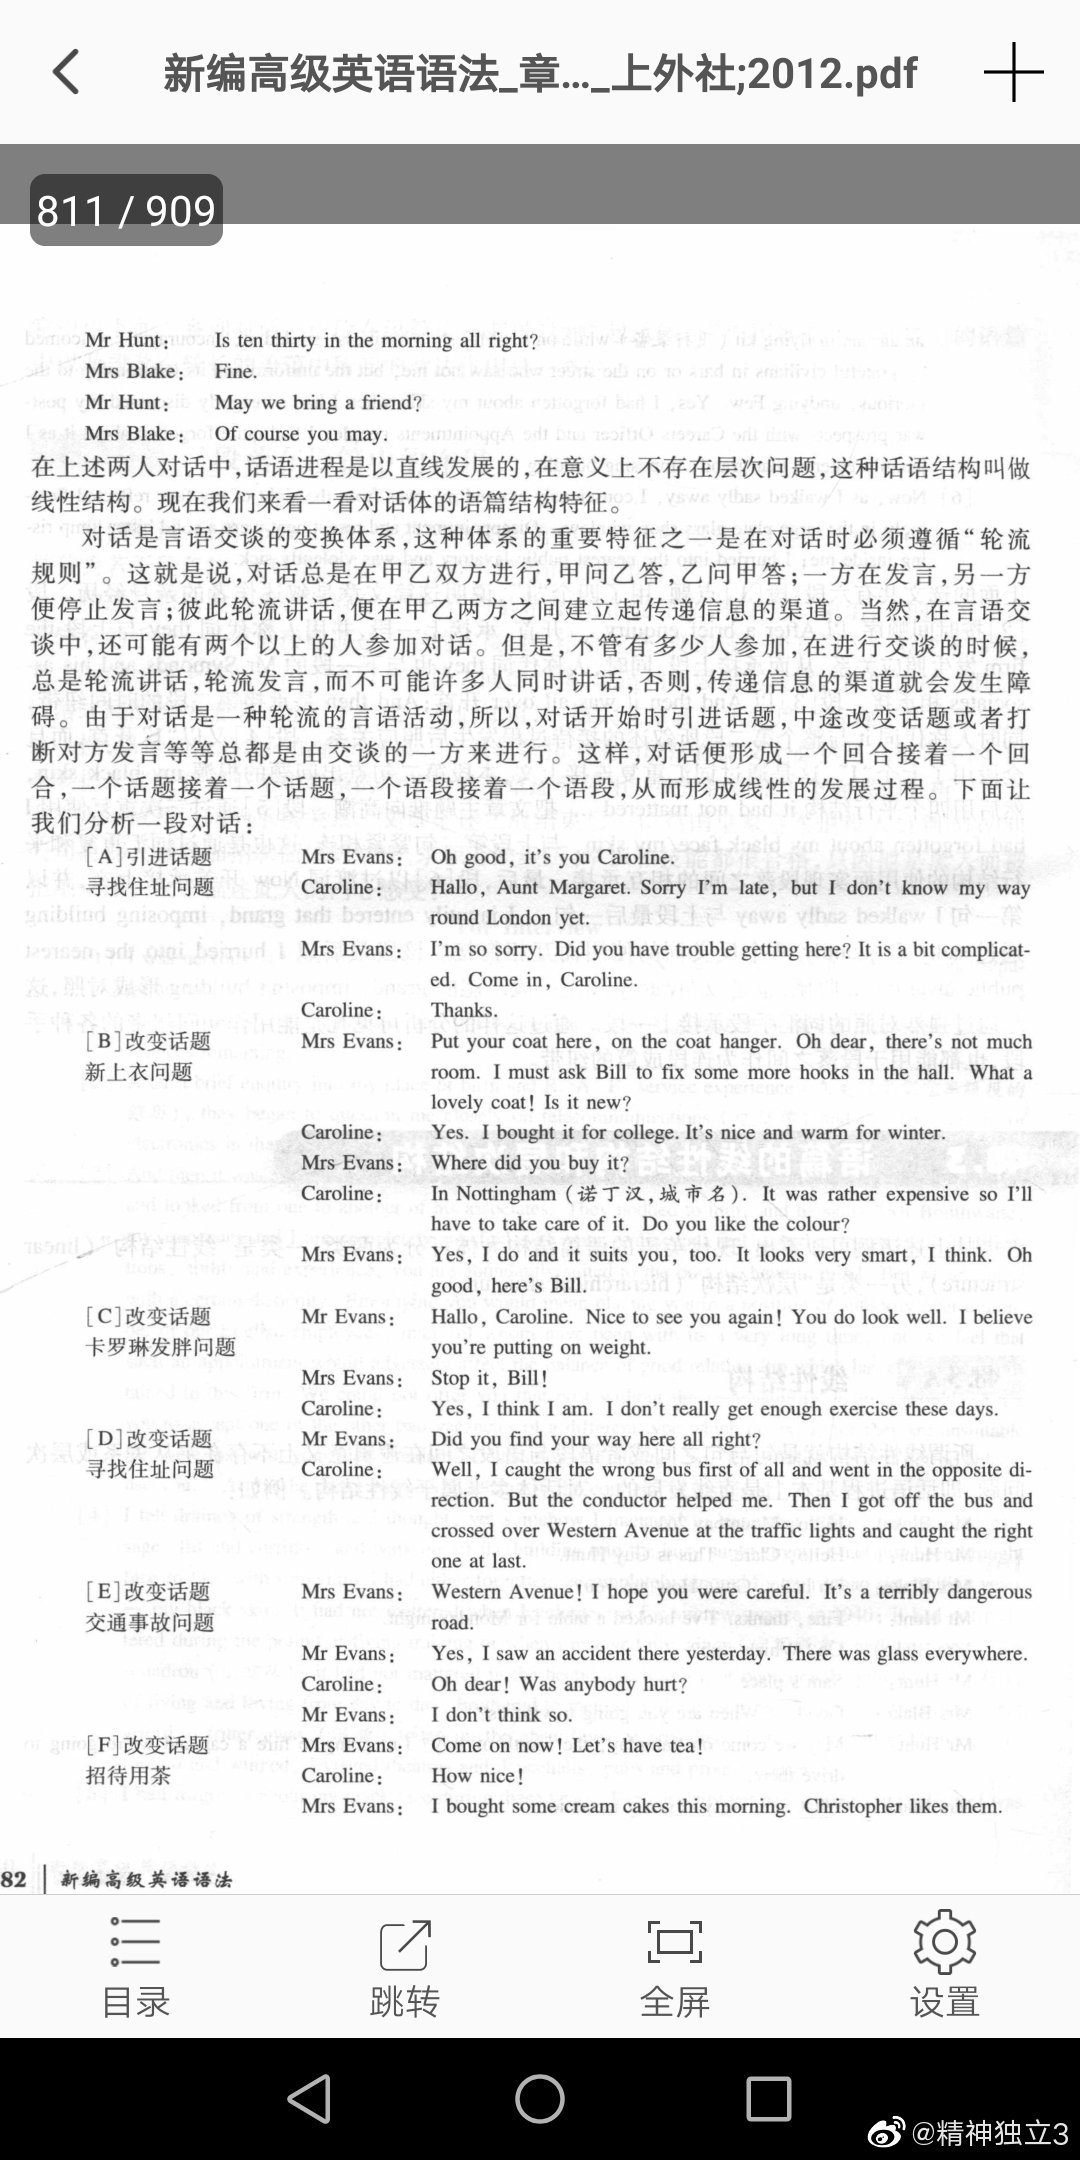 新编高级英语语法_章..._上外社;2012.pdf
811 / 909
Mr Hunt: Is ten thirty in the morning all right?
Mrs Blake: Fine.
Mr Hunt: May we bring a friend?
Mrs Blake: Of course you may.
在上述两人对话中,话语进程是以直线发展的,在意义上不存在层次问题,这种话语结构叫做
线性结构。现在我们来看一看对话体的语篇结构特征。
对话是言语交谈的变换体系,这种体系的重要特征之一是在对话时必须遵循“轮流
规则”。这就是说,对话总是在甲乙双方进行,甲问乙答,乙问甲答;一方在发言,另一方
便停止发言;彼此轮流讲话,便在甲乙两方之间建立起传递信息的渠道。当然,在言语交
谈中,还可能有两个以上的人参加对话。但是,不管有多少人参加,在进行交谈的时候,
总是轮流讲话,轮流发言,而不可能许多人同时讲话,否则,传递信息的渠道就会发生障
碍。由于对话是一种轮流的言语活动,所以,对话开始时引进话题,中途改变话题或者打
断对方发言等等总都是由交谈的一方来进行。这样,对话便形成一个回合接着一个回
合,一个话题接着一个话题,一个语段接着一个语段,从而形成线性的发展过程。下面让
我们分析一段对话:
[A]引进话题 Mrs Evans: Oh good, it's you Caroline.
寻找住址问题 Caroline: Hallo, Aunt Margaret. Sorry I'm late, but I don't know my way
round London yet.
Mrs Evans: I'm so sorry. Did you have trouble getting here? It is a bit complicat-
ed. Come in, Caroline.
Caroline: Thanks.
[B]改变话题 Mrs Evans: Put your coat here, on the coat hanger. Oh dear, there's not much
新上衣问题 room. I must ask Bill to fix some more hooks in the hall. What a
lovely coat! Is it new?
Caroline: Yes. I bought it for college. It's nice and warm for winter.
Mrs Evans: Where did you buy it?
Caroline: In Nottingham (诺丁汉,城市名). It was rather expensive so I'll
have to take care of it. Do you like the colour?
Mrs Evans: Yes, I do and it suits you, too. It looks very smart, I think. Oh
good, here's Bill.
[C]改变话题 Mr Evans: Hallo, Caroline. Nice to see you again! You do look well. I believe
卡罗琳发胖问题 you're putting on weight.
Mrs Evans: Stop it, Bill!
Caroline: Yes, I think I am. I don't really get enough exercise these days.
[D]改变话题 Mr Evans: Did you find your way here all right?
寻找住址问题 Caroline: Well, I caught the wrong bus first of all and went in the opposite di-
rection. But the conductor helped me. Then I got off the bus and
crossed over Western Avenue at the traffic lights and caught the right
one at last.
[E]改变话题 Mrs Evans: Western Avenue! I hope you were careful. It's a terribly dangerous
交通事故问题 road.
Mr Evans: Yes, I saw an accident there yesterday. There was glass everywhere.
Caroline: Oh dear! Was anybody hurt?
Mr Evans: I don't think so.
[F]改变话题 Mrs Evans: Come on now! Let's have tea!
招待用茶 Caroline: How nice!
Mrs Evans: I bought some cream cakes this morning. Christopher likes them.
82 新编高级英语语法
目录 跳转 全屏 设置
@精神独立3